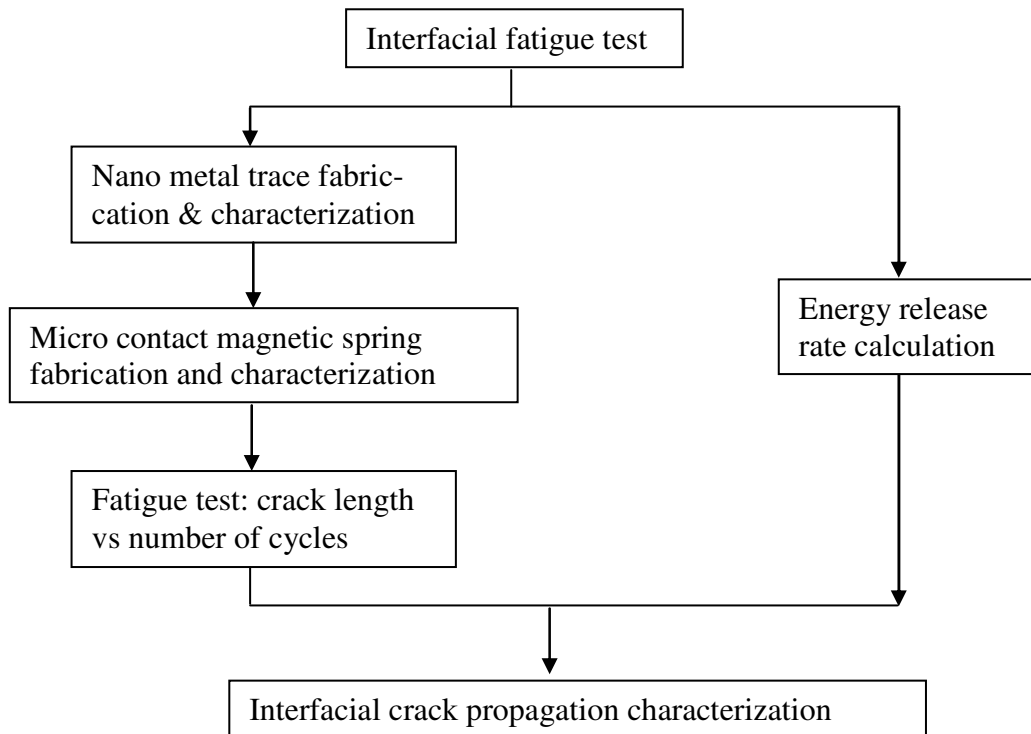 Interfacial fatigue test
Nano metal trace fabric-
cation & characterization
Micro contact magnetic spring
fabrication and characterization
Energy release
rate calculation
Fatigue test: crack length
vs number of cycles
Interfacial crack propagation characterization